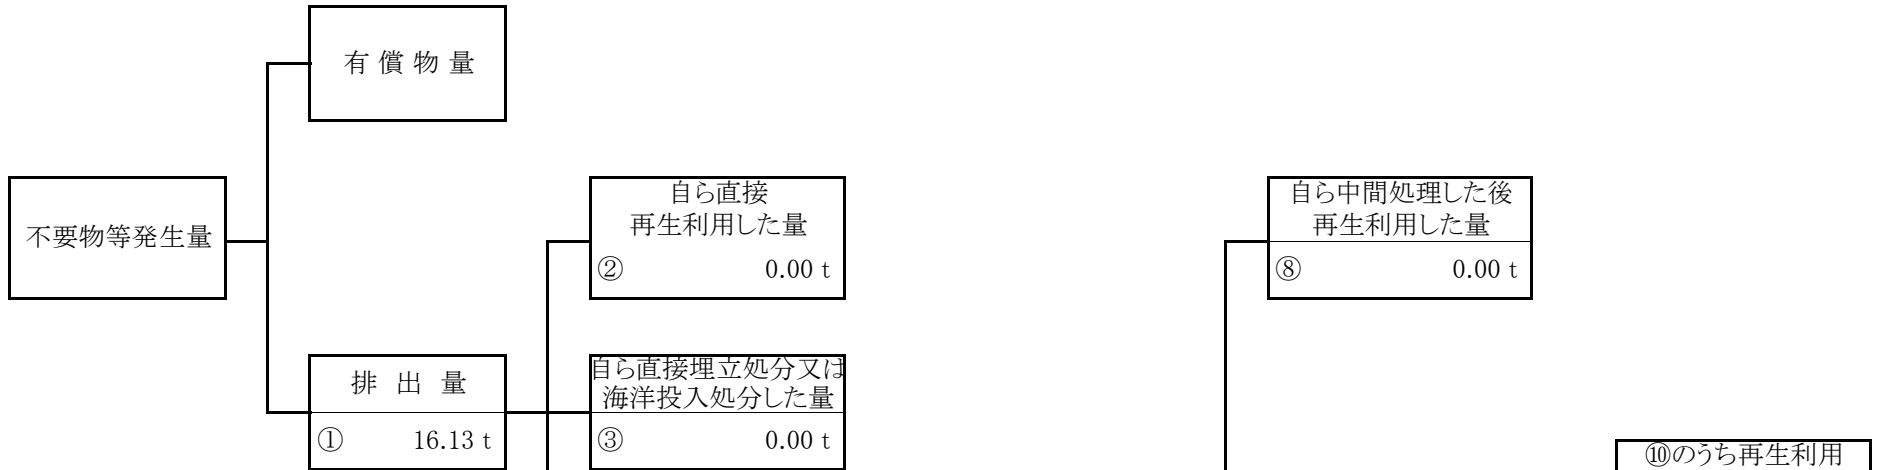 有 償 物 量
不要物等発生量
自ら直接
再生利用した量
② 0.00 t
自ら中間処理した後
再生利用した量
⑧ 0.00 t
排 出 量
① 16.13 t
自ら直接埋立処分又は
海洋投入処分した量
③ 0.00 t
⑩のうち再生利用